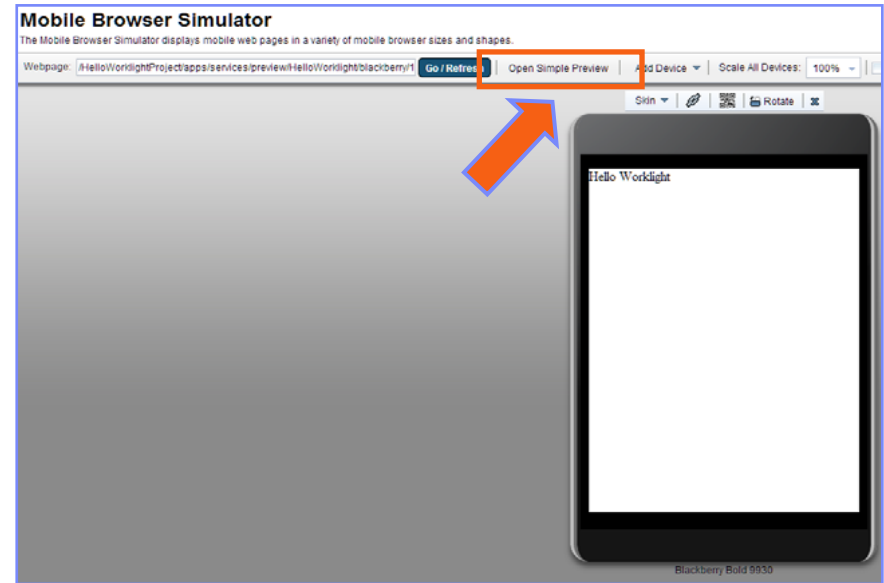 Mobile Browser Simulator
The Mobile Browser Simulator displays mobile web pages in a variety of mobile browser sizes and shapes.
Webpage: /HelloWorklightProject/apps/services/preview/HelloWorklight/blackberry/1 Go / Refresh Open Simple Preview Add Device Scale All Devices: 100%
Skin Rotate
Hello Worklight
Blackberry Bold 9930